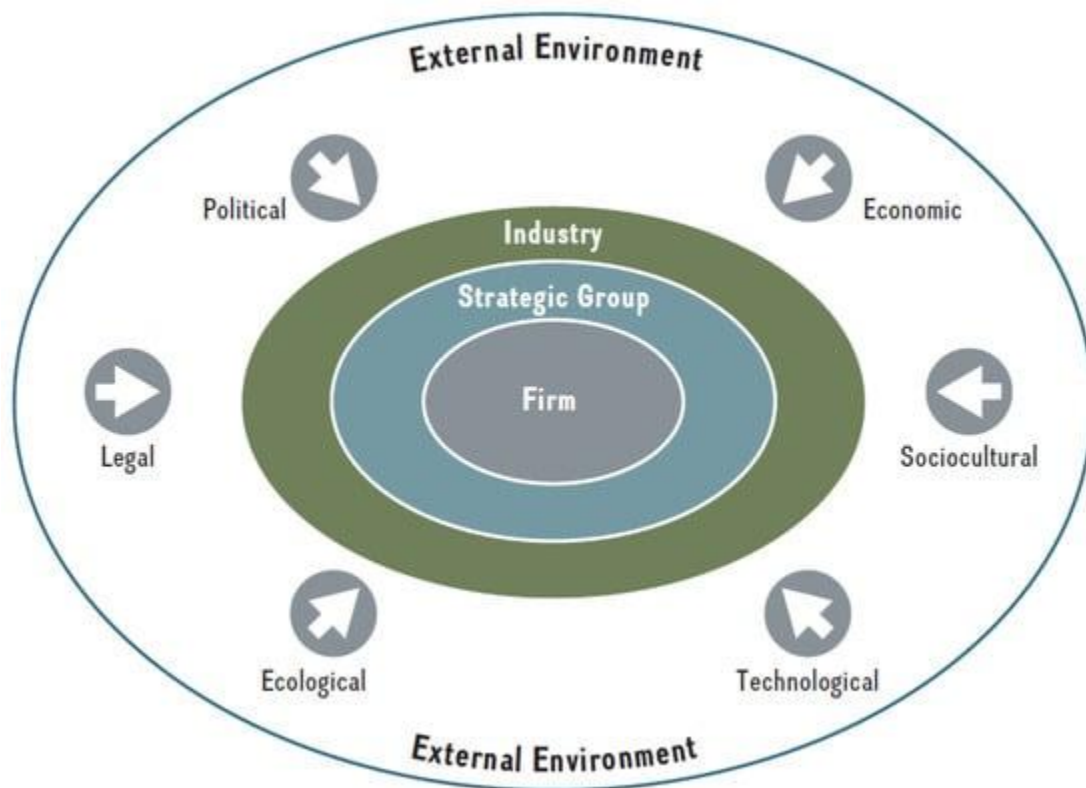 External Environment
Political
Economic
Industry
Strategic Group
Firm
Legal
Sociocultural
Ecological
Technological
External Environment